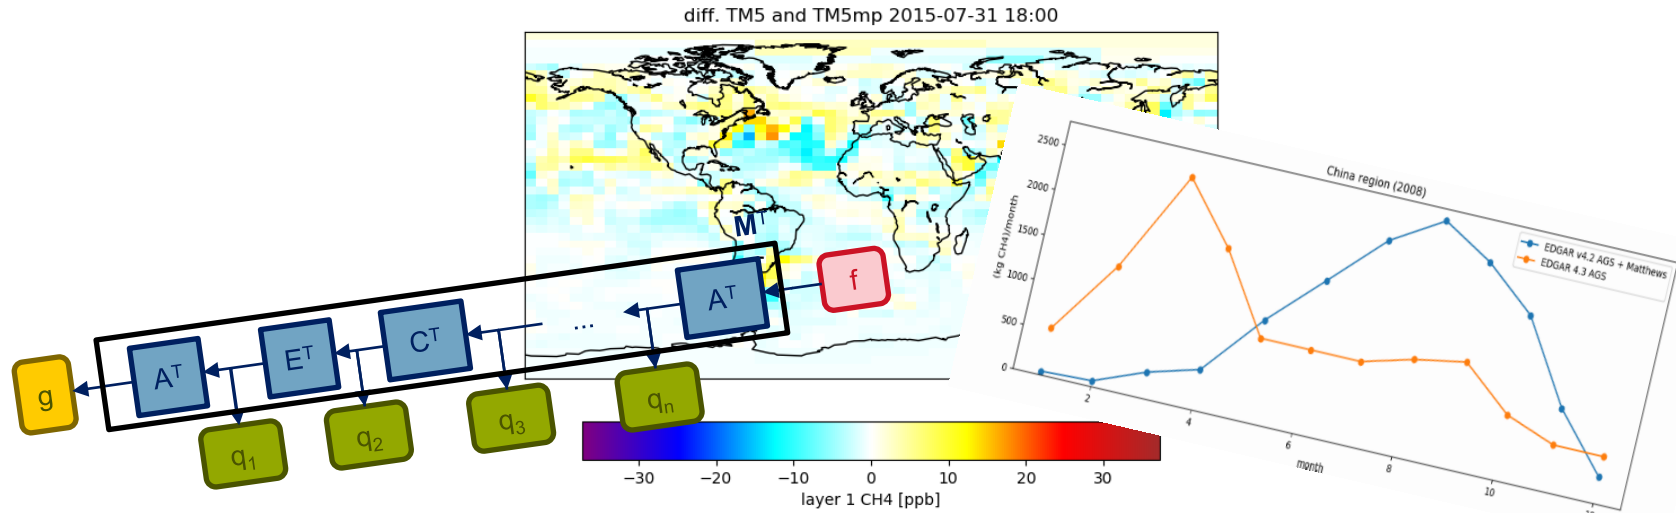 diff. TM5 and TM5mp 2015-07-31 18:00
China region (2008)
(kg CH4)/month
2500
2000
1500
1000
500
0
2
4
6
8
10
month
EDGAR v4.2 AGS + Matthews
EDGAR 4.3 AGS
Mᵀ
f
Aᵀ
...
Cᵀ
Eᵀ
Aᵀ
g
q₁
q₂
q₃
qₙ
−30 −20 −10 0 10 20 30
layer 1 CH4 [ppb]